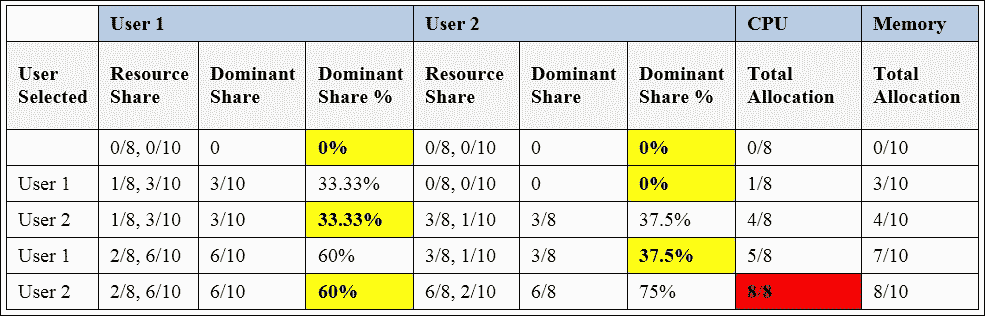 User 1 User 2 CPU Memory
User Selected Resource Share Dominant Share Dominant Share % Resource Share Dominant Share Dominant Share % Total Allocation Total Allocation
0/8, 0/10 0 0% 0/8, 0/10 0 0% 0/8 0/10
User 1 1/8, 3/10 3/10 33.33% 0/8, 0/10 0 0% 1/8 3/10
User 2 1/8, 3/10 3/10 33.33% 3/8, 1/10 3/8 37.5% 4/8 4/10
User 1 2/8, 6/10 6/10 60% 3/8, 1/10 3/8 37.5% 5/8 7/10
User 2 2/8, 6/10 6/10 60% 6/8, 2/10 6/8 75% 8/8 8/10